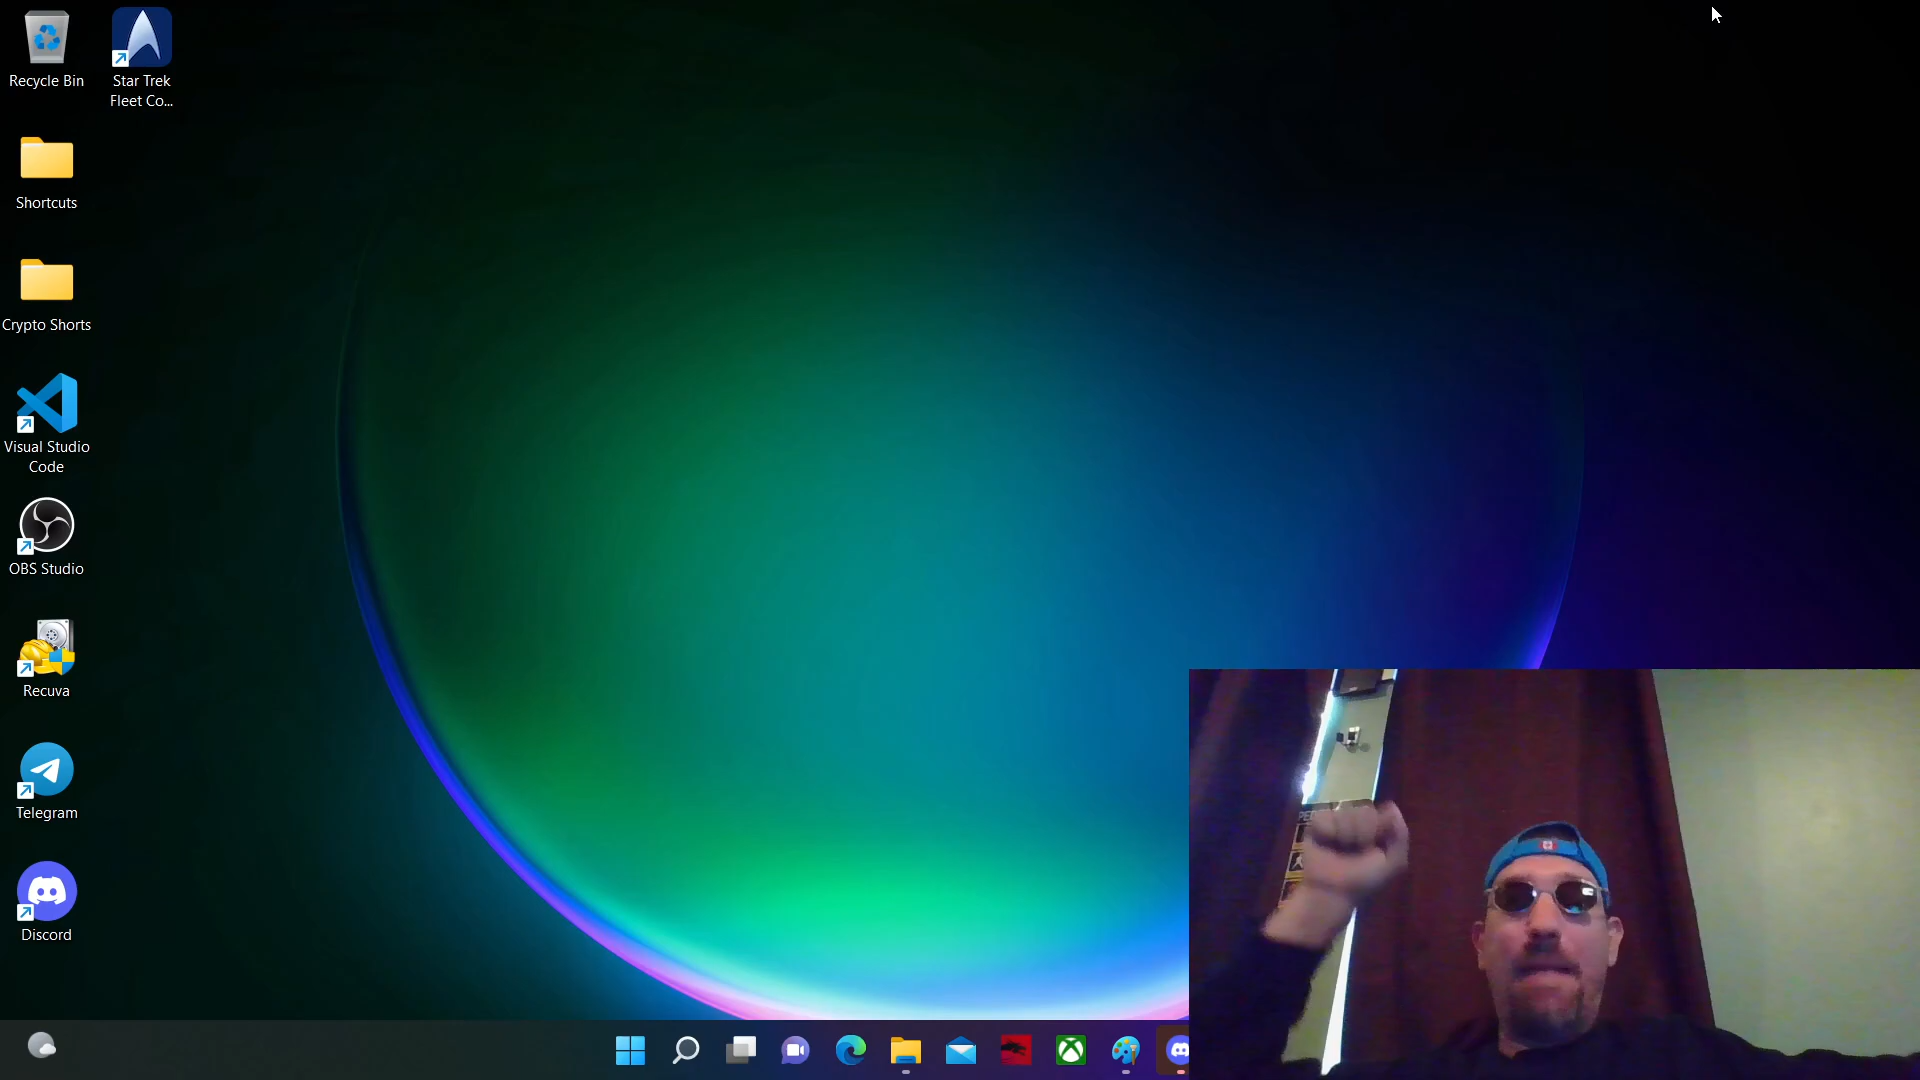 Recycle Bin
Star Trek
Fleet Co...
Shortcuts
Crypto Shorts
Visual Studio
Code
OBS Studio
Recuva
Telegram
Discord